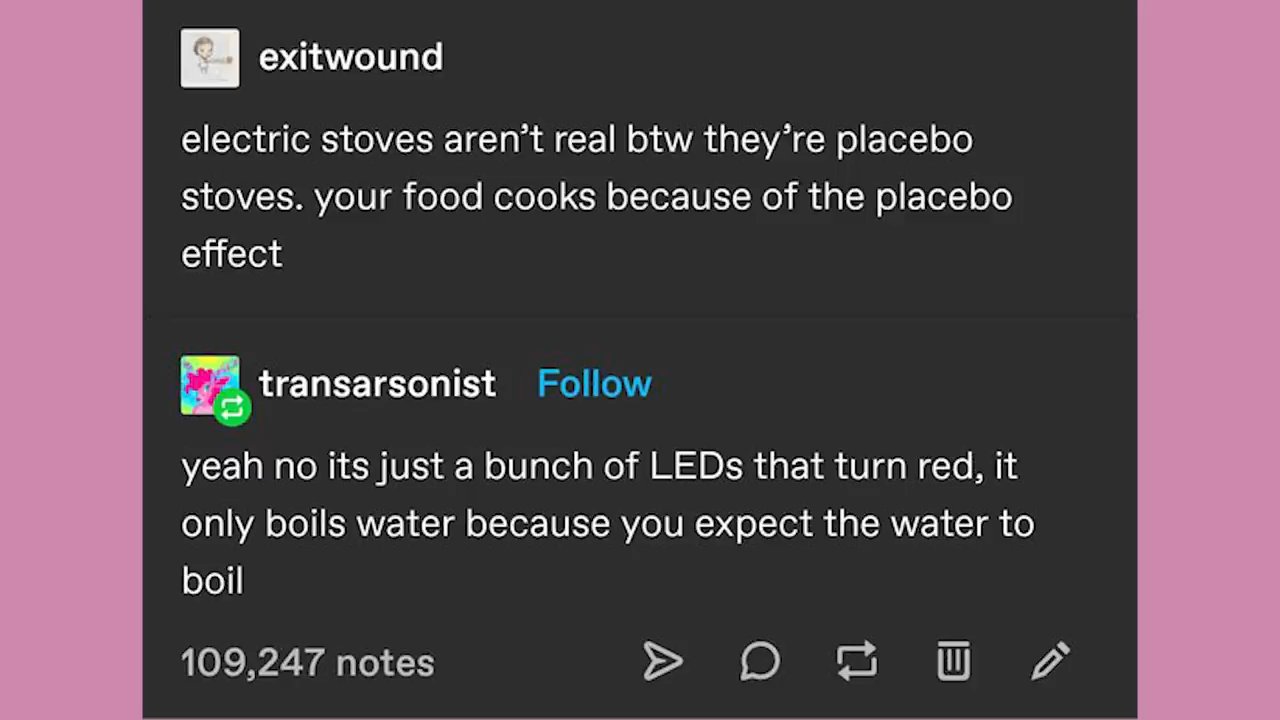 exitwound
electric stoves aren’t real btw they’re placebo
stoves. your food cooks because of the placebo
effect
transarsonist Follow
yeah no its just a bunch of LEDs that turn red, it
only boils water because you expect the water to
boil
109,247 notes